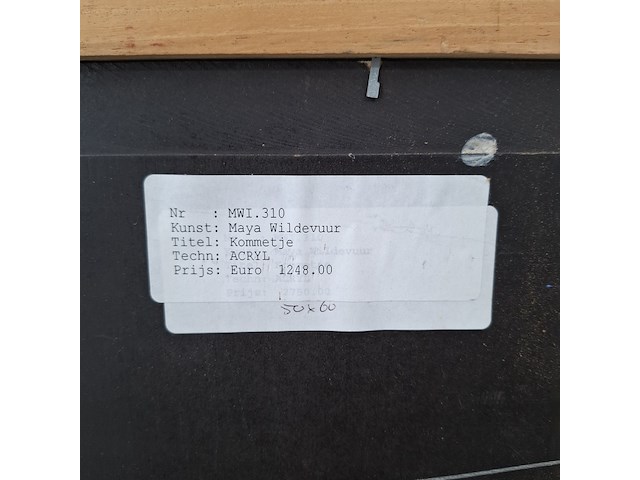 Nr   : MWI.310
Kunst: Maya Wildevuur
Titel: Kommetje
Techn: ACRYL
Prijs: Euro  1248.00
50x60